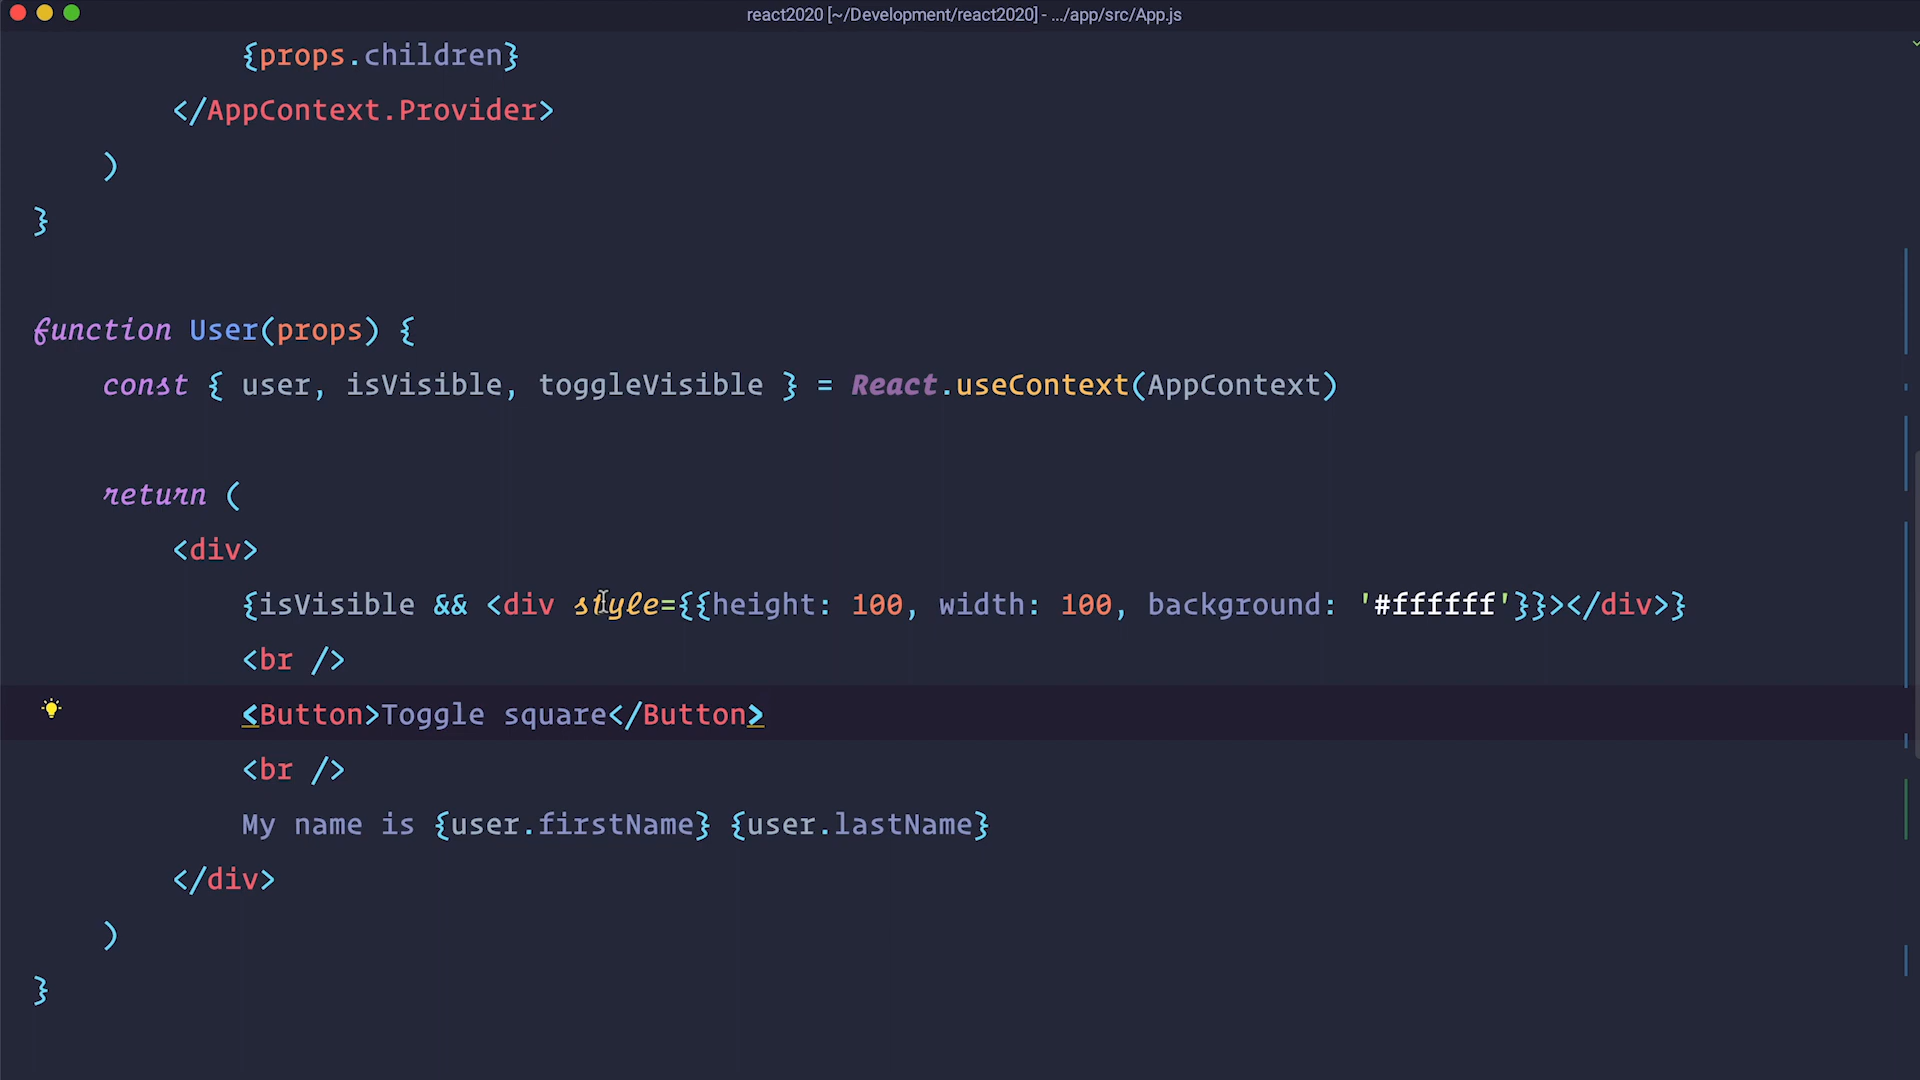 react2020 [~/Development/react2020] - .../app/src/App.js
{props.children}
</AppContext.Provider>
)
}
function User(props) {
const { user, isVisible, toggleVisible } = React.useContext(AppContext)
return (
<div>
{isVisible && <div style={{height: 100, width: 100, background: '#ffffff'}}></div>}
<br />
<Button>Toggle square</Button>
<br />
My name is {user.firstName} {user.lastName}
</div>
)
}